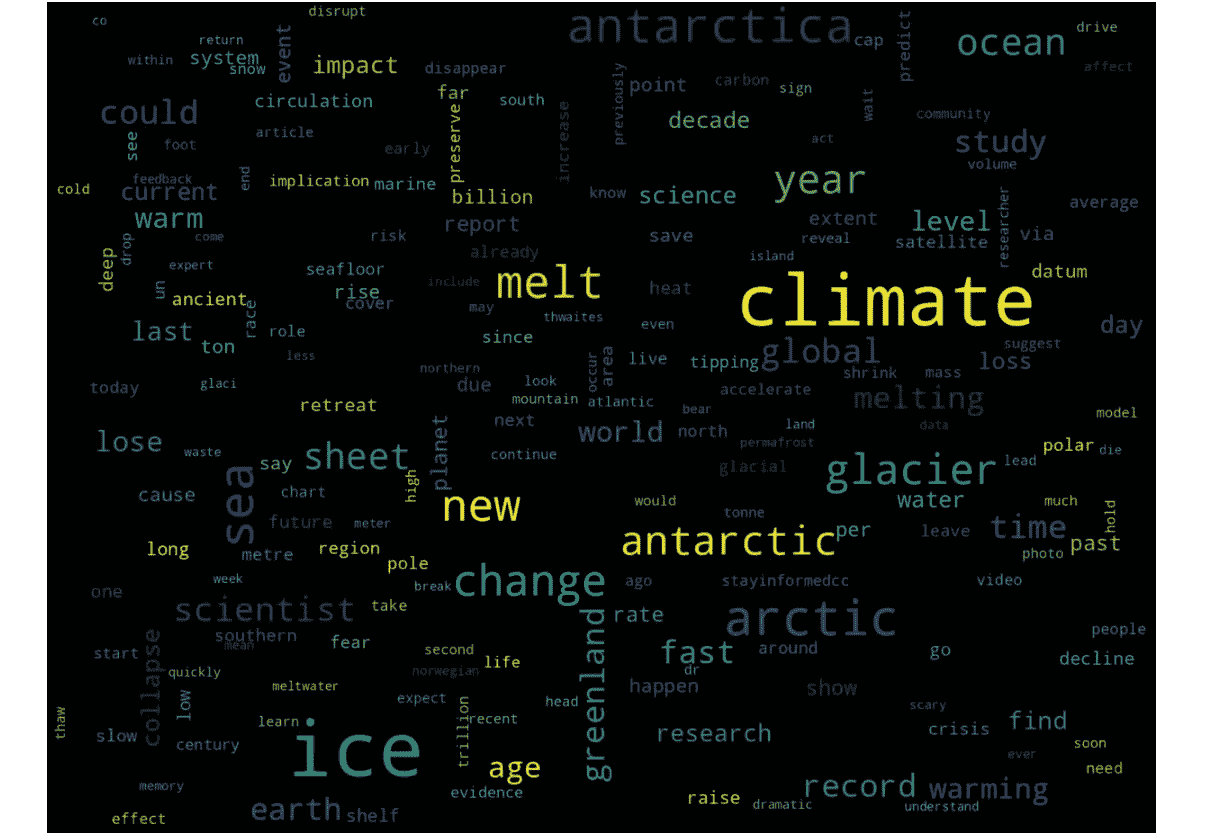 disrupt
co
antarctica
drive
return
event
cap
predict
ocean
within
system
snow
impact
disappear
affect
previously
point
carbon
sign
wait
far
south
circulation
increase
could
decade
community
preserve
see
article
act
study
foot
early
volume
feedback
end
implication
marine
year
cold
current
billion
know
science
researcher
average
warm
report
extent
level
deep
drop
come
risk
save
reveal
satellite
via
already
island
expert
seafloor
include
melt
heat
climate
datum
un
ancient
rise
cover
race
role
may
thwaites
last
since
even
day
ton
less
occur
area
live
tipping
global
suggest
loss
northern
shrink
mass
today
glaci
due
look
accelerate
mountain
atlantic
melting
retreat
bear
model
next
land
data
lose
planet
world
north
permafrost
polar
die
waste
say
sheet
continue
glacial
glacier
lead
sea
high
cause
chart
new
would
water
much
hold
tonne
future
meter
time
metre
region
antarctic
per
leave
long
past
pole
photo
week
break
change
ago
stayinformedcc
video
one
scientist
take
greenland
rate
arctic
people
southern
mean
fear
collapse
second
fast
around
go
start
life
decline
quickly
norwegian
dr
meltwater
happen
show
low
expect
head
trillion
scary
thaw
learn
recent
find
slow
ice
research
crisis
century
soon
ever
age
need
memory
evidence
record
warming
raise
dramatic
understand
earth
shelf
effect